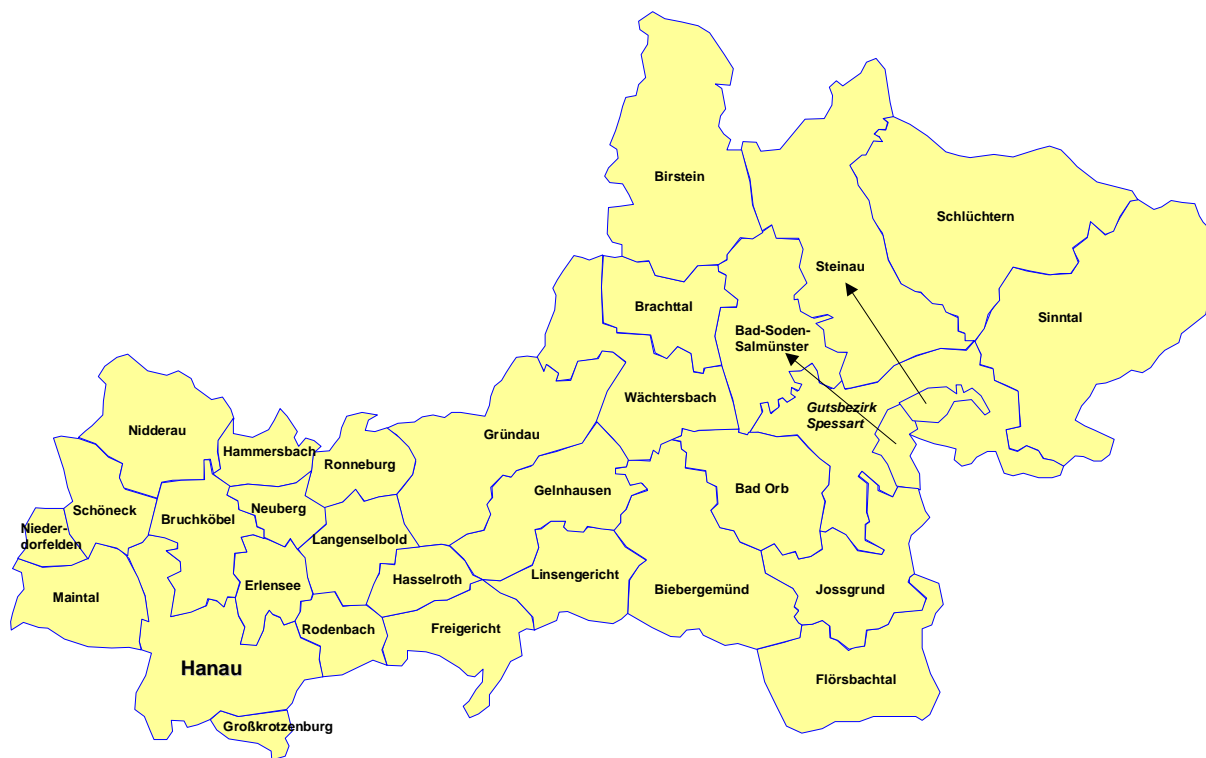 Birstein
Schlüchtern
Steinau
Brachttal
Sinntal
Bad-Soden-
Salmünster
Wächtersbach
Gutsbezirk
Spessart
Nidderau
Gründau
Hammersbach
Ronneburg
Gelnhausen
Bad Orb
Schöneck
Neuberg
Bruchköbel
Nieder-
dorfelden
Langenselbold
Linsengericht
Hasselroth
Erlensee
Biebergemünd
Jossgrund
Maintal
Rodenbach
Freigericht
Hanau
Flörsbachtal
Großkrotzenburg